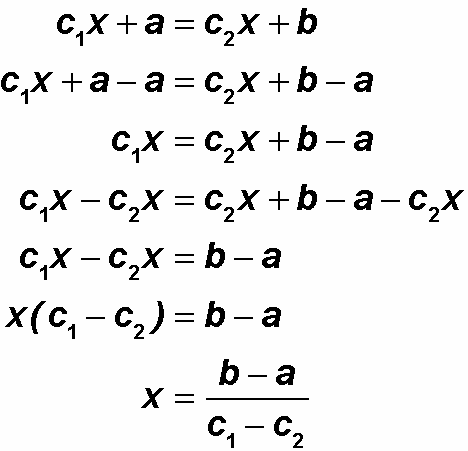 c₁x + a = c₂x + b
c₁x + a − a = c₂x + b − a
c₁x = c₂x + b − a
c₁x − c₂x = c₂x + b − a − c₂x
c₁x − c₂x = b − a
x(c₁ − c₂) = b − a
x = (b − a) / (c₁ − c₂)